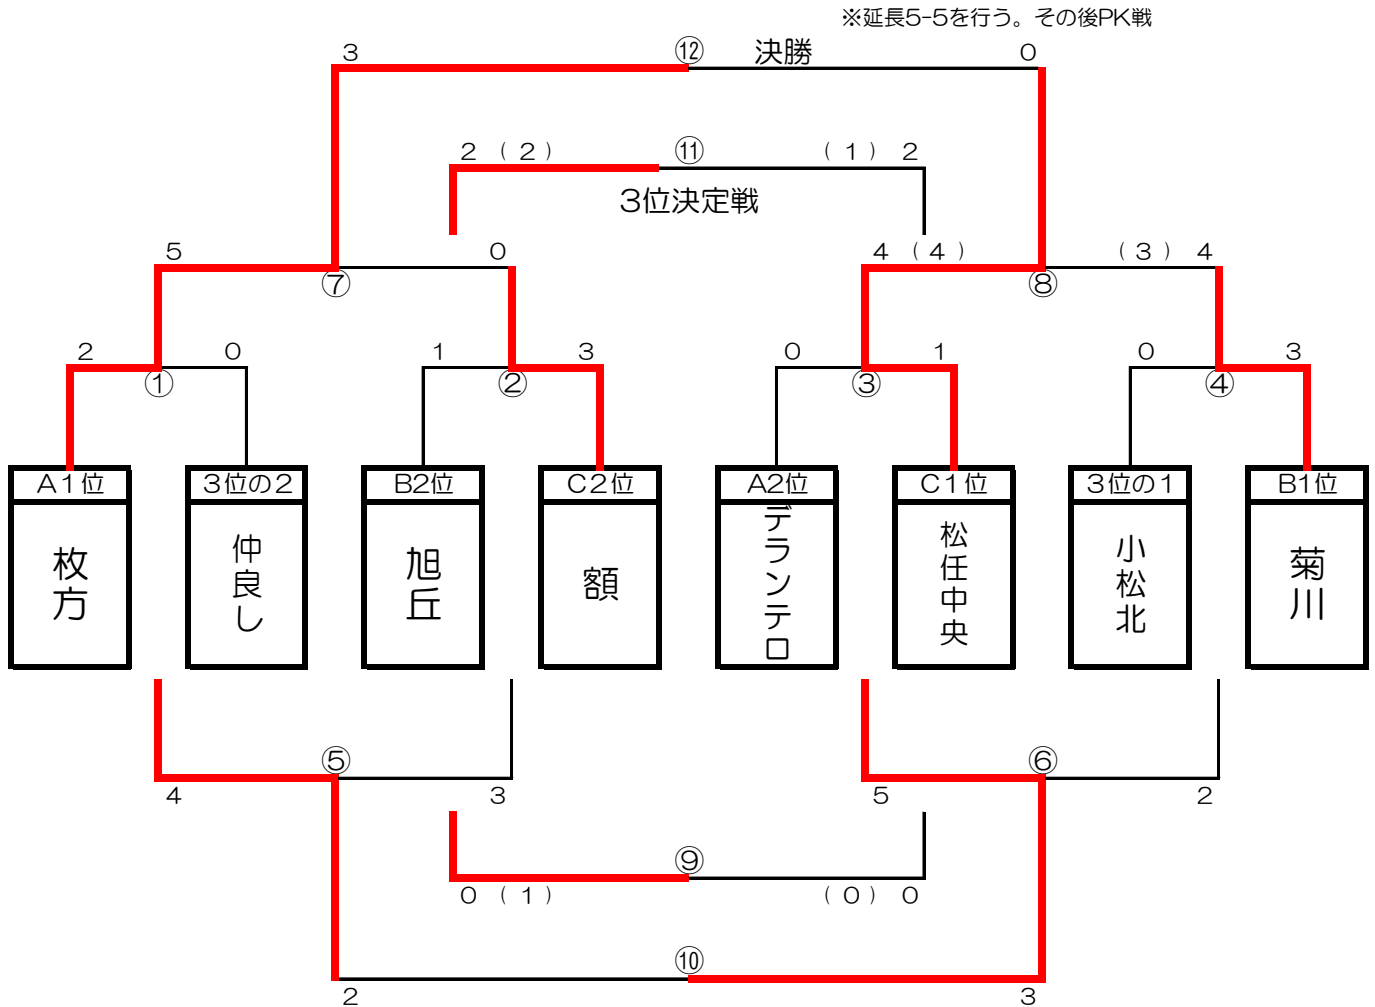 ※延長5-5を行う。その後PK戦
3 ⑫ 決勝 0
2 (2) ⑪ (1) 2
3位決定戦
5 0 4 (4) (3) 4
⑦ ⑧
2 0 1 3 0 1 0 3
① ② ③ ④
A1位 3位の2 B2位 C2位 A2位 C1位 3位の1 B1位
枚方 仲良し 旭丘 額 デランテロ 松任中央 小松北 菊川
⑤ ⑥
4 3 5 2
⑨
0 (1) (0) 0
⑩
2 3